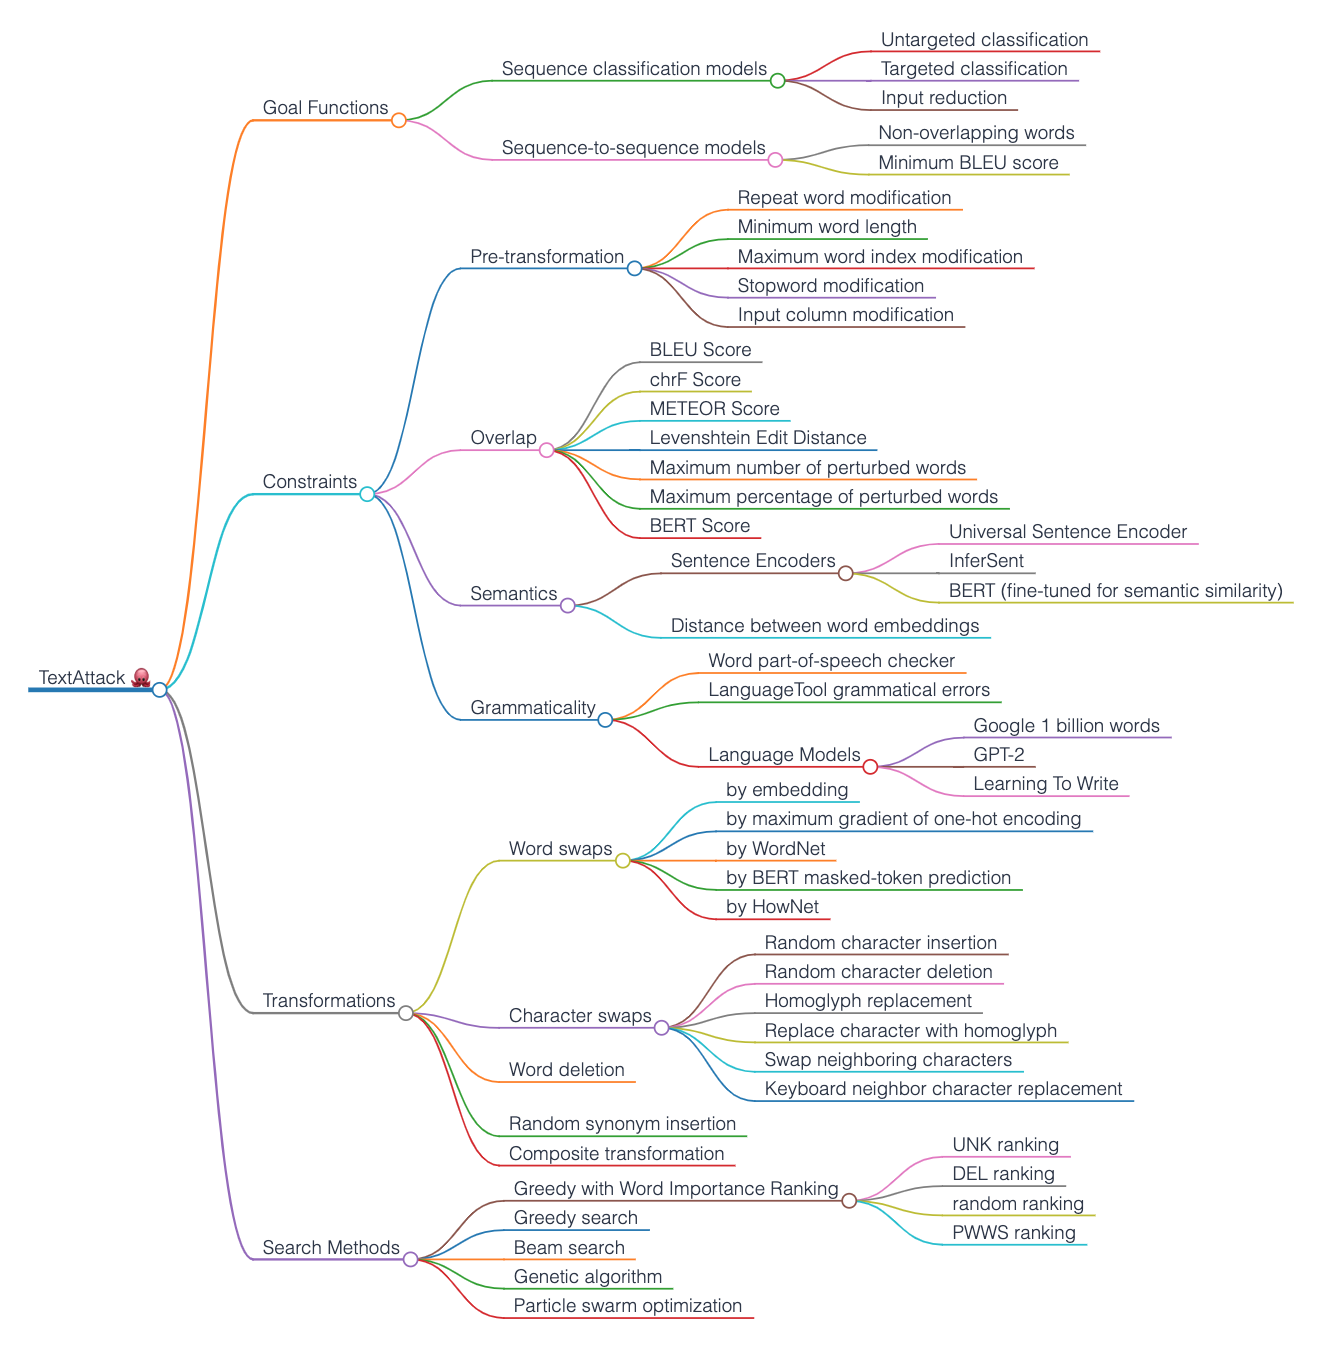 Untargeted classification
Sequence classification models
Targeted classification
Input reduction
Goal Functions
Non-overlapping words
Sequence-to-sequence models
Minimum BLEU score
Repeat word modification
Minimum word length
Pre-transformation
Maximum word index modification
Stopword modification
Input column modification
BLEU Score
chrF Score
METEOR Score
Overlap
Levenshtein Edit Distance
Maximum number of perturbed words
Constraints
Maximum percentage of perturbed words
BERT Score
Universal Sentence Encoder
Sentence Encoders
InferSent
Semantics
BERT (fine-tuned for semantic similarity)
Distance between word embeddings
Word part-of-speech checker
TextAttack
LanguageTool grammatical errors
Grammaticality
Google 1 billion words
Language Models
GPT-2
Learning To Write
by embedding
by maximum gradient of one-hot encoding
Word swaps
by WordNet
by BERT masked-token prediction
by HowNet
Random character insertion
Random character deletion
Transformations
Homoglyph replacement
Character swaps
Replace character with homoglyph
Swap neighboring characters
Word deletion
Keyboard neighbor character replacement
Random synonym insertion
Composite transformation
UNK ranking
DEL ranking
Greedy with Word Importance Ranking
random ranking
Greedy search
PWWS ranking
Search Methods
Beam search
Genetic algorithm
Particle swarm optimization